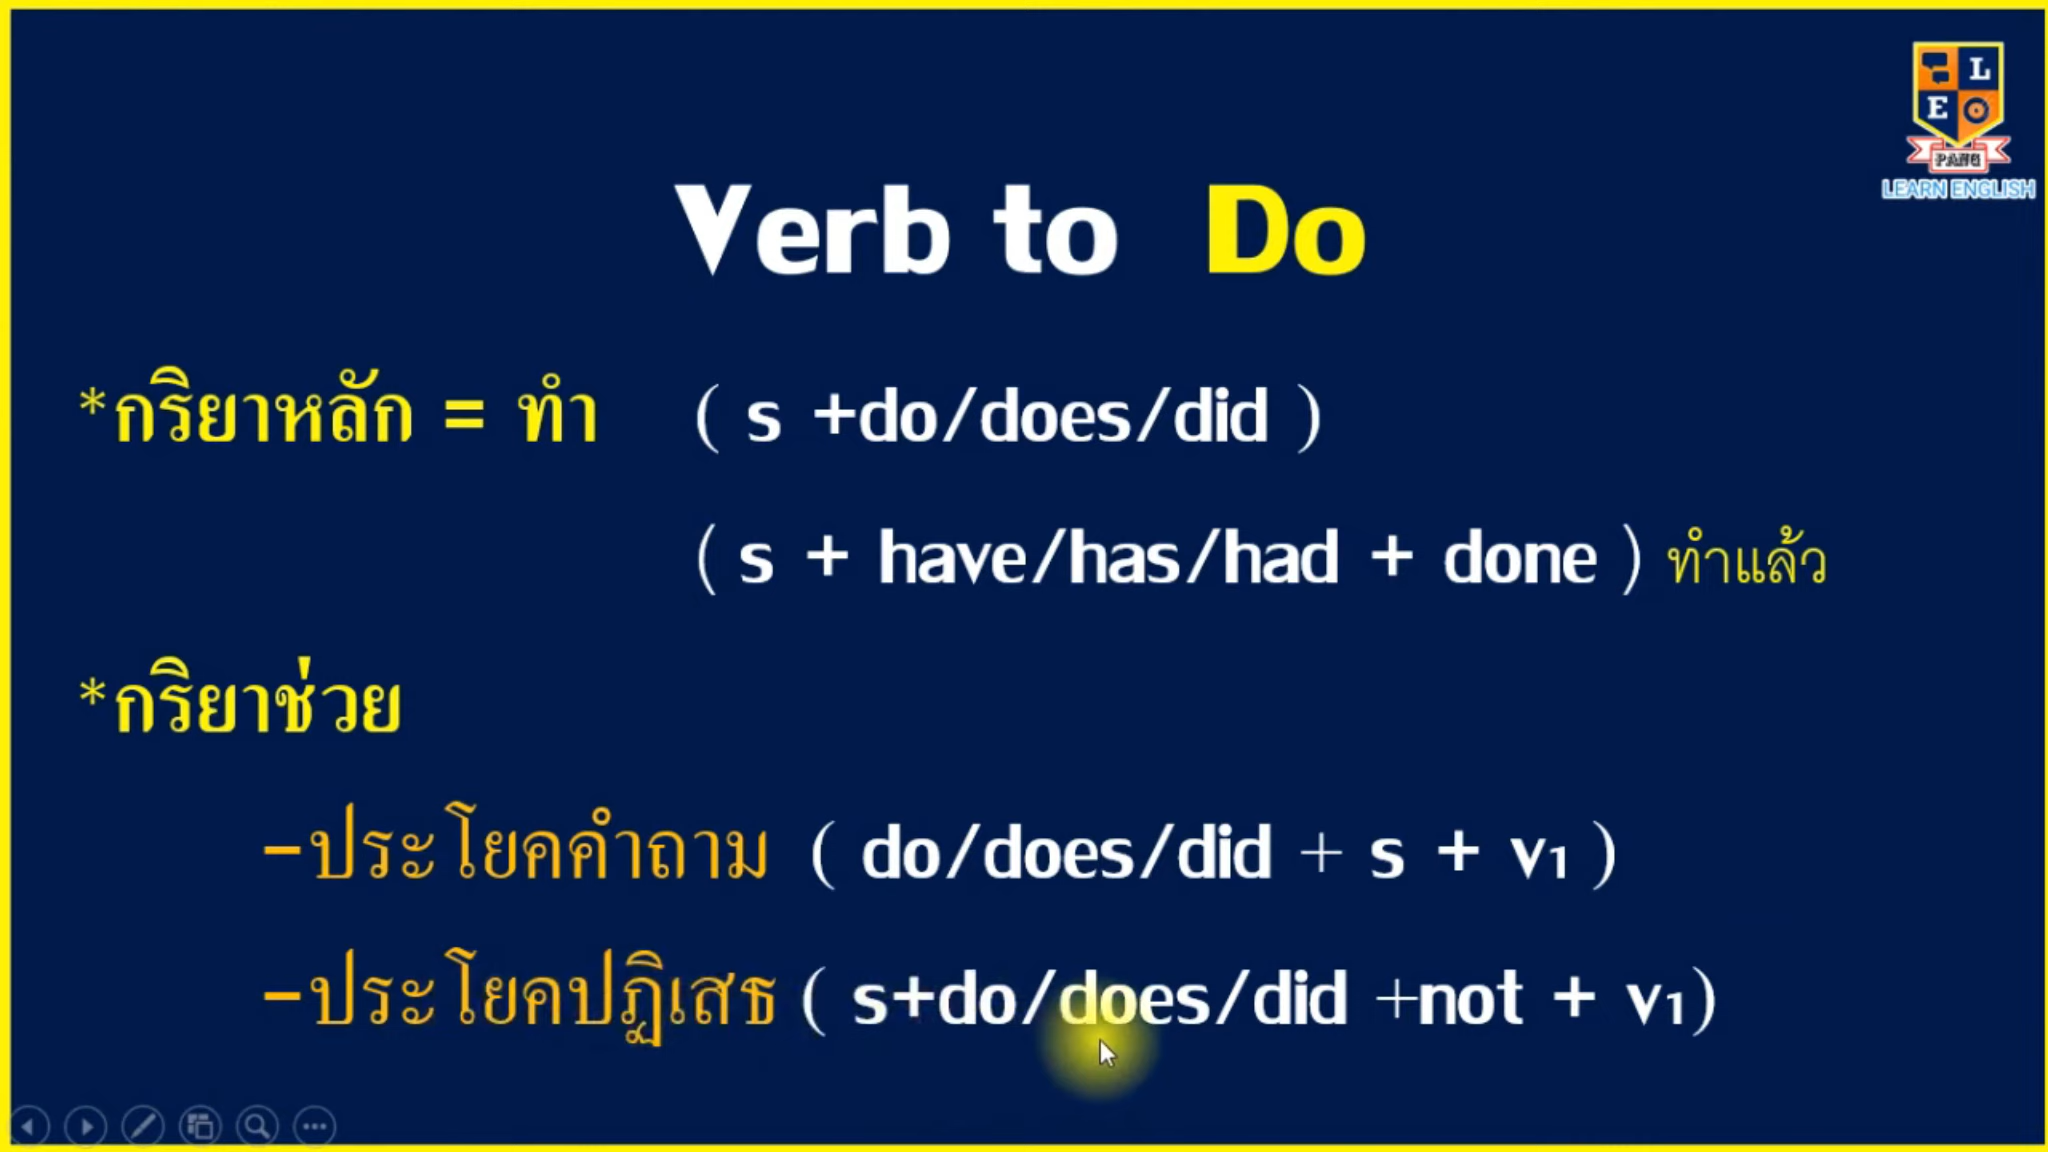 L
E
PANG
LEARN ENGLISH
Verb to Do
*กริยาหลัก = ทำ ( s +do/does/did )
( s + have/has/had + done ) ทำแล้ว
*กริยาช่วย
-ประโยคคำถาม ( do/does/did + s + v₁ )
-ประโยคปฏิเสธ ( s+do/does/did +not + v₁)